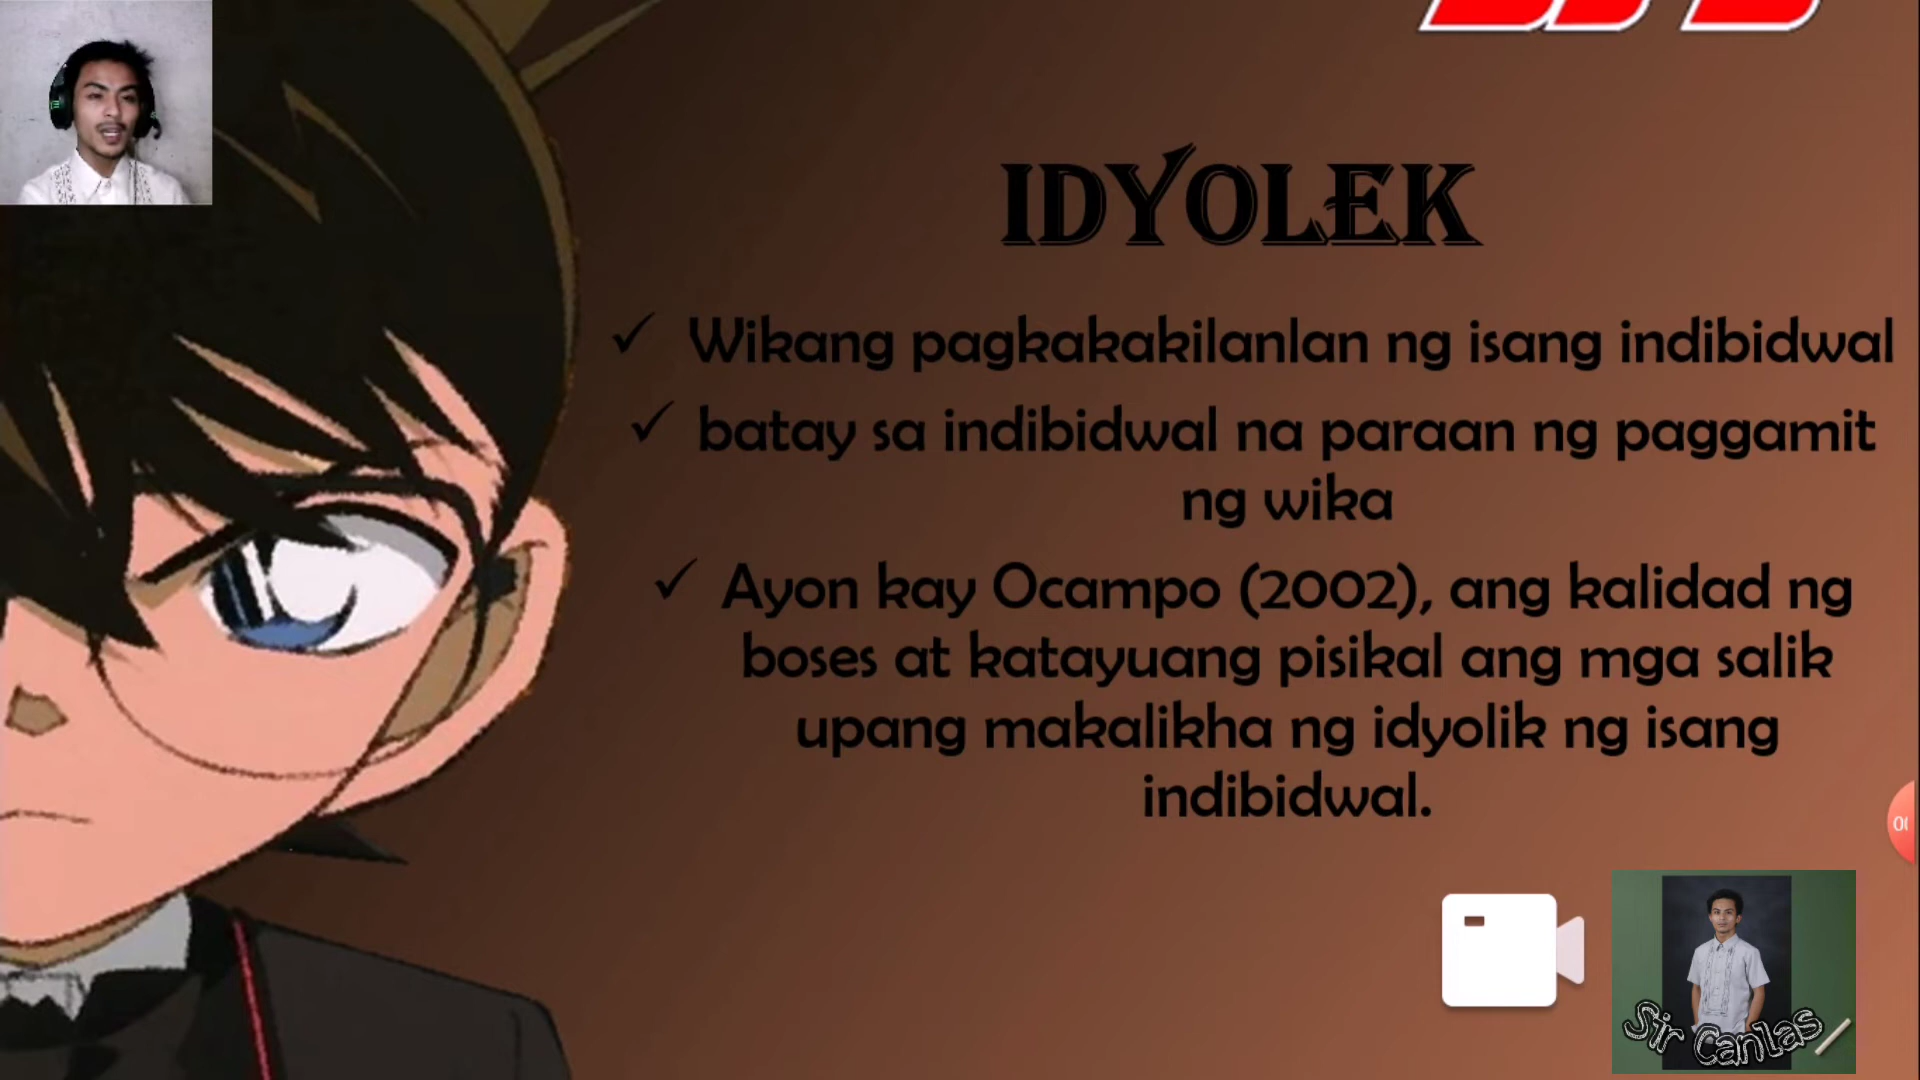 IDYOLEK
✓ Wikang pagkakakilanlan ng isang indibidwal
✓ batay sa indibidwal na paraan ng paggamit
ng wika
✓ Ayon kay Ocampo (2002), ang kalidad ng
boses at katayuang pisikal ang mga salik
upang makalikha ng idyolik ng isang
indibidwal.
Sir Canlas